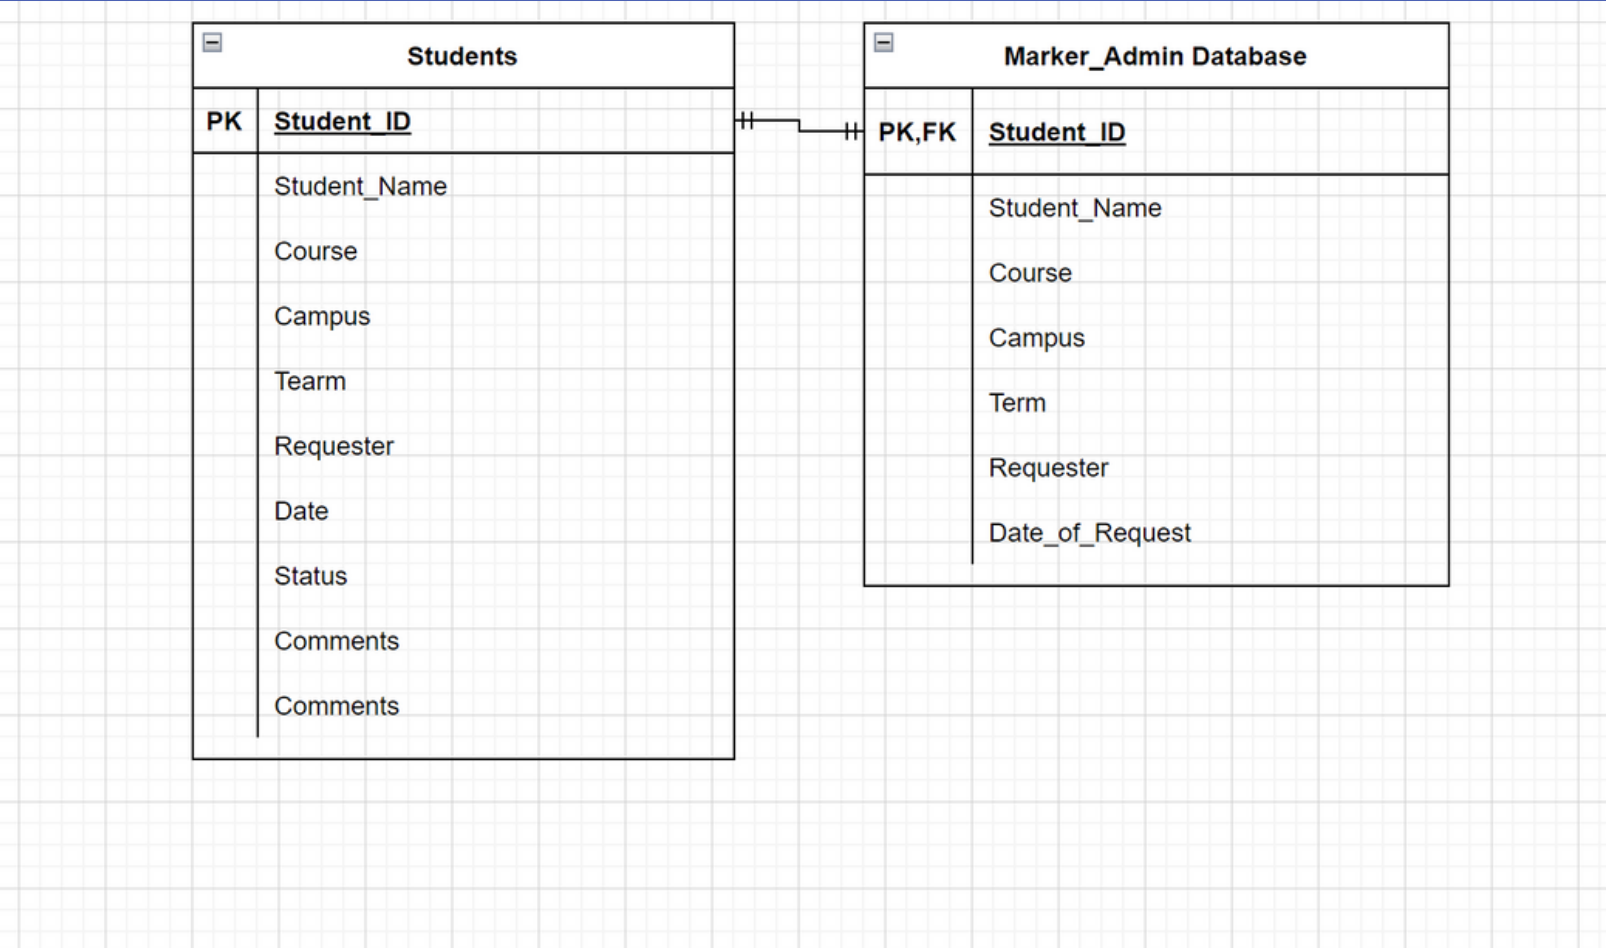 Students
PK Student_ID
Student_Name
Course
Campus
Tearm
Requester
Date
Status
Comments
Comments
Marker_Admin Database
PK,FK Student_ID
Student_Name
Course
Campus
Term
Requester
Date_of_Request